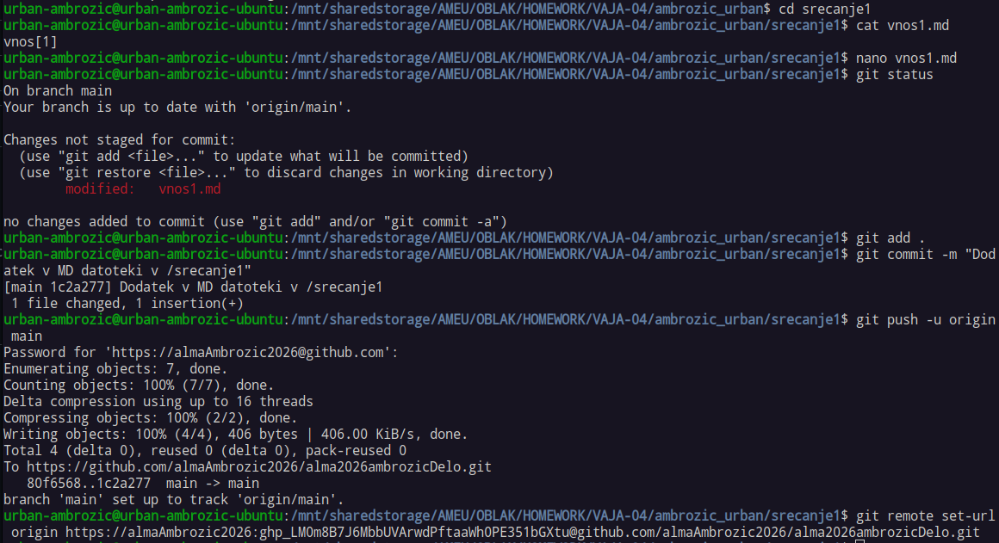 urban-ambrozic@urban-ambrozic-ubuntu:/mnt/sharedstorage/AMEU/OBLAK/HOMEWORK/VAJA-04/ambrozic_urban$ cd srecanje1
urban-ambrozic@urban-ambrozic-ubuntu:/mnt/sharedstorage/AMEU/OBLAK/HOMEWORK/VAJA-04/ambrozic_urban/srecanje1$ cat vnos1.md
vnos[1]
urban-ambrozic@urban-ambrozic-ubuntu:/mnt/sharedstorage/AMEU/OBLAK/HOMEWORK/VAJA-04/ambrozic_urban/srecanje1$ nano vnos1.md
urban-ambrozic@urban-ambrozic-ubuntu:/mnt/sharedstorage/AMEU/OBLAK/HOMEWORK/VAJA-04/ambrozic_urban/srecanje1$ git status
On branch main
Your branch is up to date with 'origin/main'.
Changes not staged for commit:
  (use "git add <file>..." to update what will be committed)
  (use "git restore <file>..." to discard changes in working directory)
        modified:   vnos1.md
no changes added to commit (use "git add" and/or "git commit -a")
urban-ambrozic@urban-ambrozic-ubuntu:/mnt/sharedstorage/AMEU/OBLAK/HOMEWORK/VAJA-04/ambrozic_urban/srecanje1$ git add .
urban-ambrozic@urban-ambrozic-ubuntu:/mnt/sharedstorage/AMEU/OBLAK/HOMEWORK/VAJA-04/ambrozic_urban/srecanje1$ git commit -m "Dod
atek v MD datoteki v /srecanje1"
[main 1c2a277] Dodatek v MD datoteki v /srecanje1
 1 file changed, 1 insertion(+)
urban-ambrozic@urban-ambrozic-ubuntu:/mnt/sharedstorage/AMEU/OBLAK/HOMEWORK/VAJA-04/ambrozic_urban/srecanje1$ git push -u origin
 main
Password for 'https://almaAmbrozic2026@github.com':
Enumerating objects: 7, done.
Counting objects: 100% (7/7), done.
Delta compression using up to 16 threads
Compressing objects: 100% (2/2), done.
Writing objects: 100% (4/4), 406 bytes | 406.00 KiB/s, done.
Total 4 (delta 0), reused 0 (delta 0), pack-reused 0
To https://github.com/almaAmbrozic2026/alma2026ambrozicDelo.git
   80f6568..1c2a277  main -> main
branch 'main' set up to track 'origin/main'.
urban-ambrozic@urban-ambrozic-ubuntu:/mnt/sharedstorage/AMEU/OBLAK/HOMEWORK/VAJA-04/ambrozic_urban/srecanje1$ git remote set-url
 origin https://almaAmbrozic2026:ghp_LMOm8B7J6MbbUVArwdPftaaWh0PE351bGXtu@github.com/almaAmbrozic2026/alma2026ambrozicDelo.git